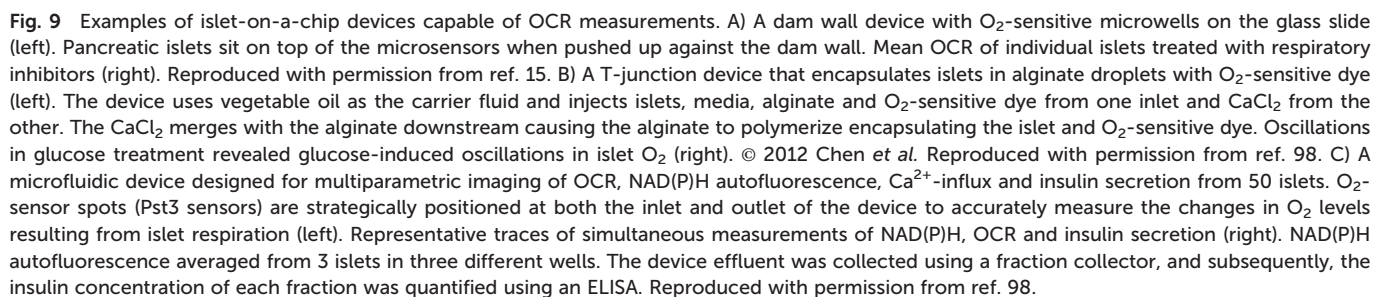 Fig. 9 Examples of islet-on-a-chip devices capable of OCR measurements. A) A dam wall device with O₂-sensitive microwells on the glass slide
(left). Pancreatic islets sit on top of the microsensors when pushed up against the dam wall. Mean OCR of individual islets treated with respiratory
inhibitors (right). Reproduced with permission from ref. 15. B) A T-junction device that encapsulates islets in alginate droplets with O₂-sensitive dye
(left). The device uses vegetable oil as the carrier fluid and injects islets, media, alginate and O₂-sensitive dye from one inlet and CaCl₂ from the
other. The CaCl₂ merges with the alginate downstream causing the alginate to polymerize encapsulating the islet and O₂-sensitive dye. Oscillations
in glucose treatment revealed glucose-induced oscillations in islet O₂ (right). © 2012 Chen et al. Reproduced with permission from ref. 98. C) A
microfluidic device designed for multiparametric imaging of OCR, NAD(P)H autofluorescence, Ca²⁺-influx and insulin secretion from 50 islets. O₂-
sensor spots (Pst3 sensors) are strategically positioned at both the inlet and outlet of the device to accurately measure the changes in O₂ levels
resulting from islet respiration (left). Representative traces of simultaneous measurements of NAD(P)H, OCR and insulin secretion (right). NAD(P)H
autofluorescence averaged from 3 islets in three different wells. The device effluent was collected using a fraction collector, and subsequently, the
insulin concentration of each fraction was quantified using an ELISA. Reproduced with permission from ref. 98.